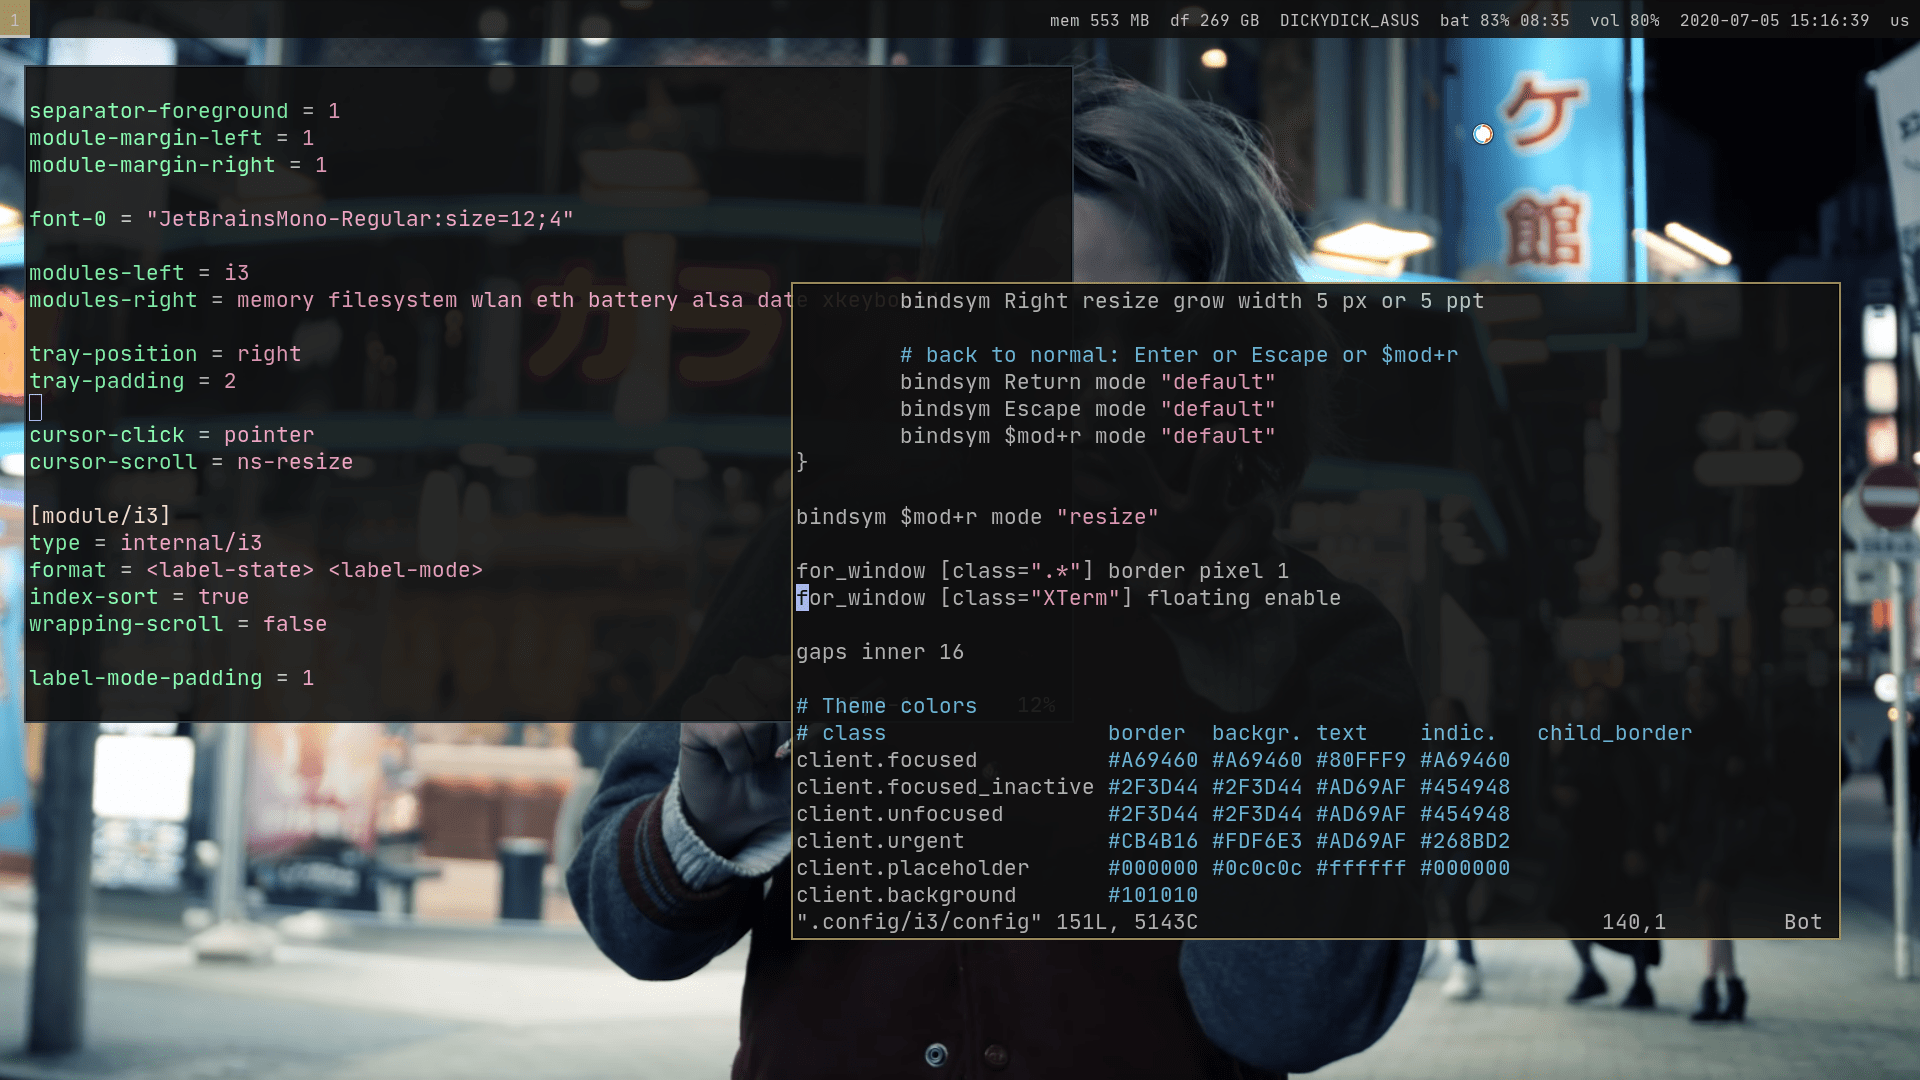 1
mem 553 MB  df 269 GB  DICKYDICK_ASUS  bat 83% 08:35  vol 80%  2020-07-05 15:16:39  us
separator-foreground = 1
module-margin-left = 1
module-margin-right = 1
font-0 = "JetBrainsMono-Regular:size=12;4"
modules-left = i3
modules-right = memory filesystem wlan eth battery alsa date xkeybo
tray-position = right
tray-padding = 2
cursor-click = pointer
cursor-scroll = ns-resize
[module/i3]
type = internal/i3
format = <label-state> <label-mode>
index-sort = true
wrapping-scroll = false
label-mode-padding = 1
12%
bindsym Right resize grow width 5 px or 5 ppt
# back to normal: Enter or Escape or $mod+r
bindsym Return mode "default"
bindsym Escape mode "default"
bindsym $mod+r mode "default"
}
bindsym $mod+r mode "resize"
for_window [class=".*"] border pixel 1
for_window [class="XTerm"] floating enable
gaps inner 16
# Theme colors
# class                 border  backgr. text    indic.   child_border
client.focused          #A69460 #A69460 #80FFF9 #A69460
client.focused_inactive #2F3D44 #2F3D44 #AD69AF #454948
client.unfocused        #2F3D44 #2F3D44 #AD69AF #454948
client.urgent           #CB4B16 #FDF6E3 #AD69AF #268BD2
client.placeholder      #000000 #0c0c0c #ffffff #000000
client.background       #101010
".config/i3/config" 151L, 5143C                               140,1         Bot
ケ
館
カラ